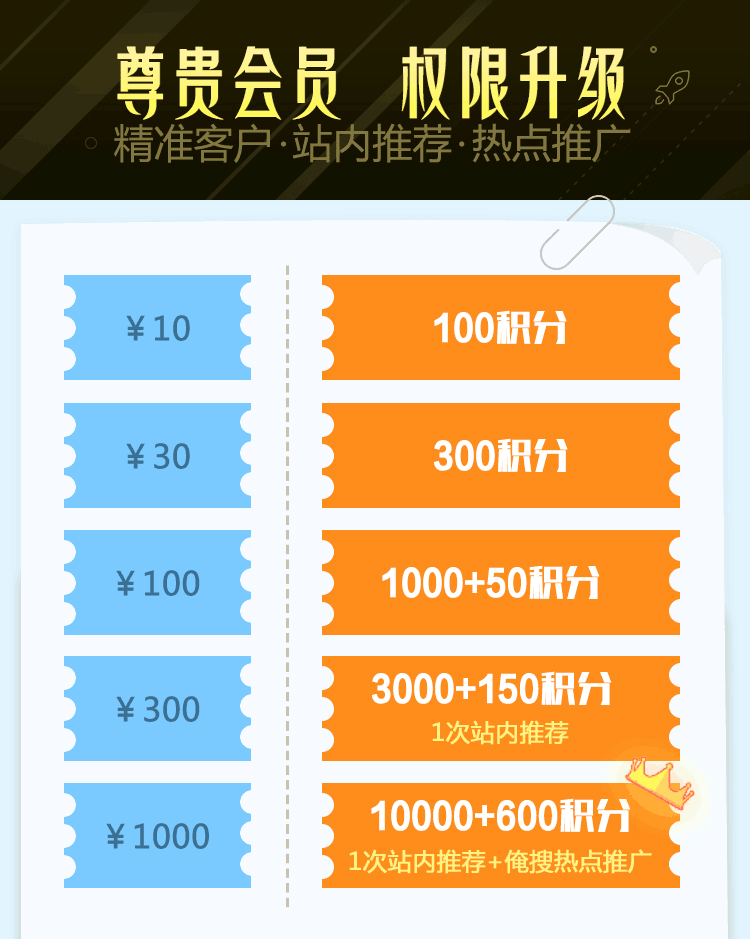 尊贵会员 权限升级
精准客户·站内推荐·热点推广
¥10
100积分
¥30
300积分
¥100
1000+50积分
¥300
3000+150积分
1次站内推荐
¥1000
10000+600积分
1次站内推荐+俺搜热点推广